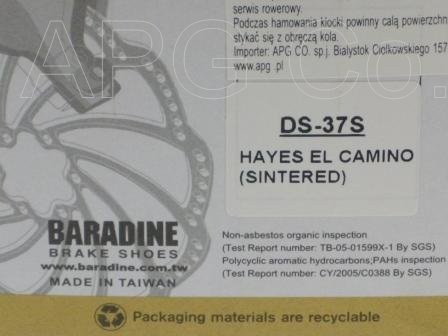 serwis rowerowy.
Podczas hamowania klocki powinny całą powierzchn
stykać się z obręczą koła.
Importer: APG CO. sp.j. Białystok Ciołkowskiego 157
www.apg .pl
APG Co.
DS-37S
HAYES EL CAMINO
(SINTERED)
BARADINE
BRAKE SHOES
www.baradine.com.tw
MADE IN TAIWAN
Non-asbestos organic inspection
(Test Report number: TB-05-01599X-1 By SGS)
Polycyclic aromatic hydrocarbons;PAHs inspection
(Test Report number: CY/2005/C0388 By SGS)
Packaging materials are recyclable